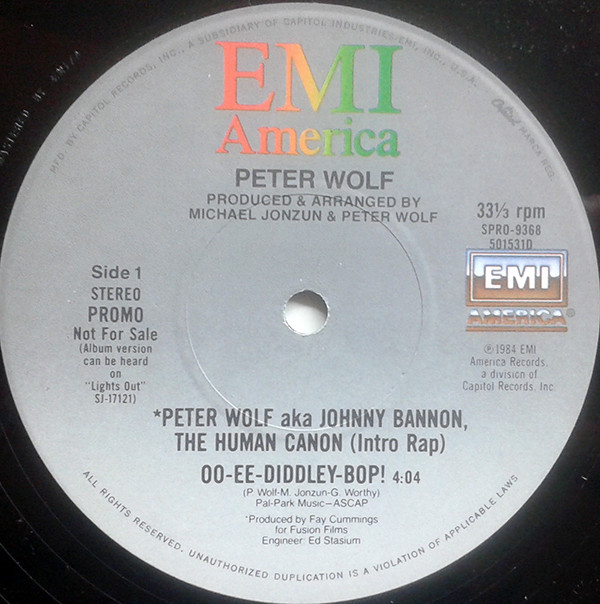 MFD. BY CAPITOL RECORDS, INC., A SUBSIDIARY OF CAPITOL INDUSTRIES-EMI, INC., U.S.A.
Capitol MARCA REG.
EMI
America
PETER WOLF
PRODUCED & ARRANGED BY
MICHAEL JONZUN & PETER WOLF
33⅓ rpm
SPRO-9368
501531D
EMI
AMERICA®
℗1984 EMI
America Records,
a division of
Capitol Records, Inc.
Side 1
STEREO
PROMO
Not For Sale
(Album version
can be heard
on
"Lights Out"
SJ-17121)
*PETER WOLF aka JOHNNY BANNON,
THE HUMAN CANON (Intro Rap)
OO-EE-DIDDLEY-BOP! 4:04
(P. Wolf-M. Jonzun-G. Worthy)
Pal-Park Music—ASCAP
*Produced by Fay Cummings
for Fusion Films
Engineer: Ed Stasium
ALL RIGHTS RESERVED. UNAUTHORIZED DUPLICATION IS A VIOLATION OF APPLICABLE LAWS